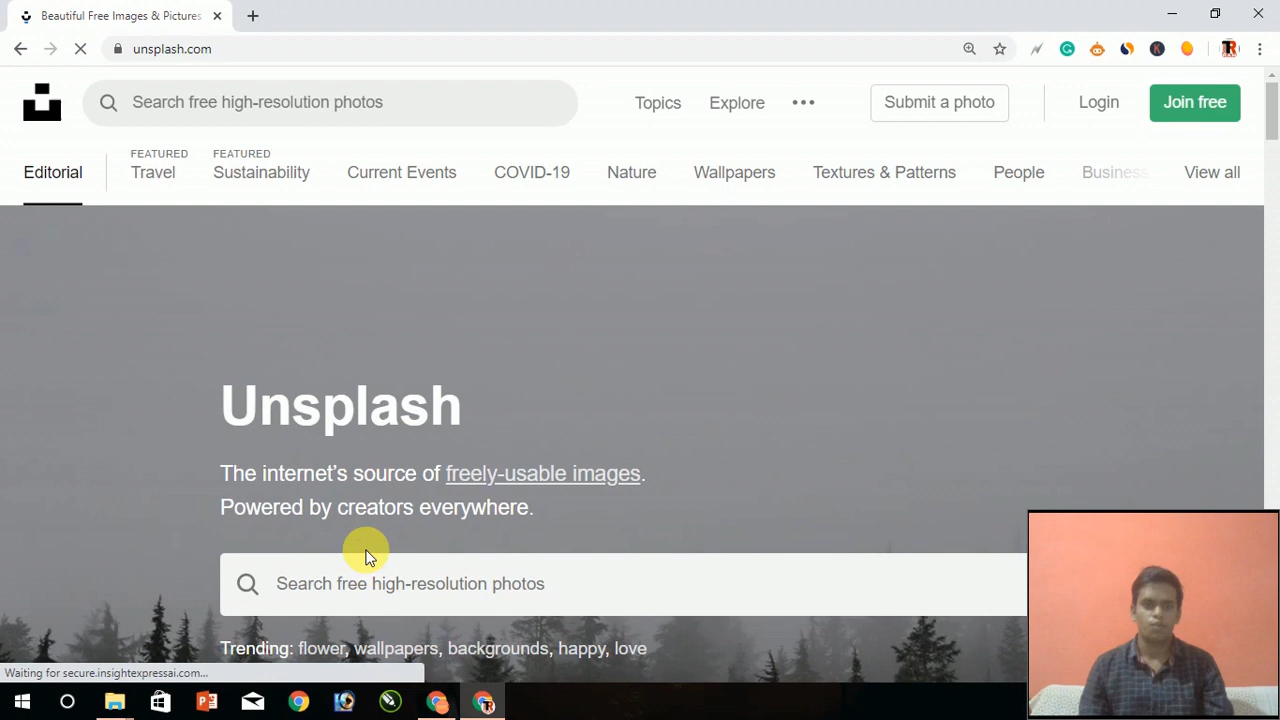 Beautiful Free Images & Pictures
unsplash.com
Search free high-resolution photos
Topics
Explore
Submit a photo
Login
Join free
Editorial
FEATURED
Travel
FEATURED
Sustainability
Current Events
COVID-19
Nature
Wallpapers
Textures & Patterns
People
Business
View all
Unsplash
The internet's source of freely-usable images.
Powered by creators everywhere.
Search free high-resolution photos
Trending: flower, wallpapers, backgrounds, happy, love
Waiting for secure.insightexpressai.com...